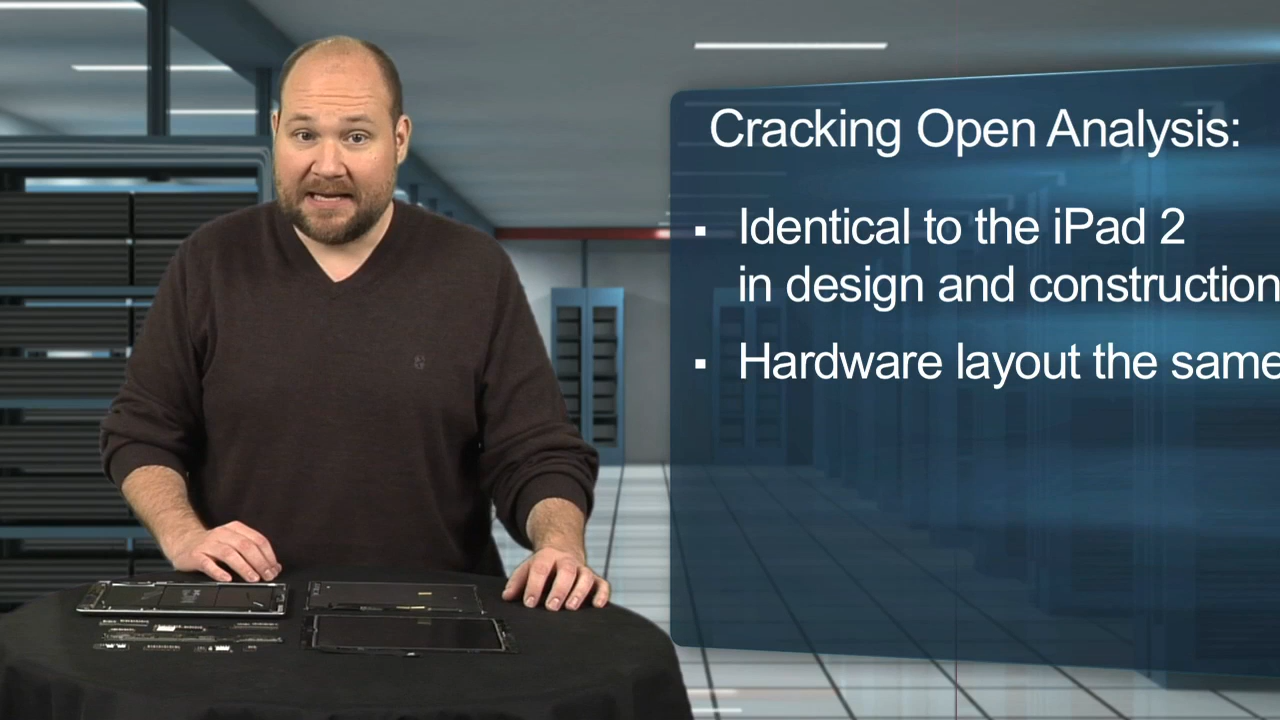 Cracking Open Analysis:
▪ Identical to the iPad 2
in design and construction
▪ Hardware layout the same